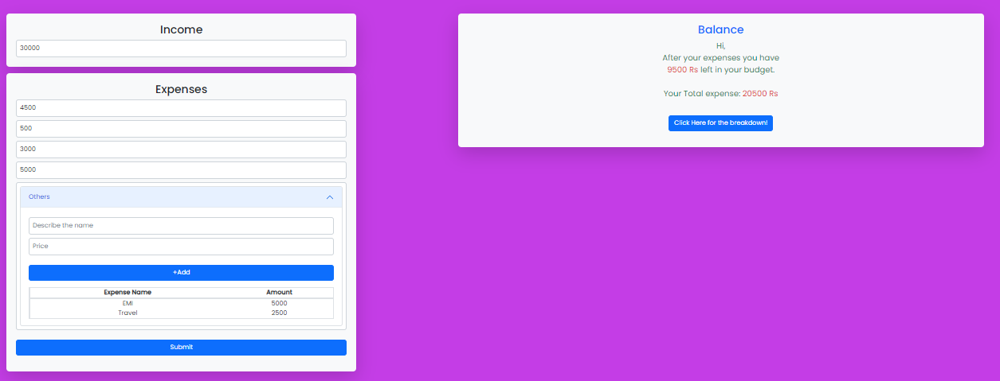 Income
30000
Expenses
4500
500
3000
5000
Others
Describe the name
Price
+Add
Expense Name Amount
EMI 5000
Travel 2500
Submit
Balance
Hi,
After your expenses you have
9500 Rs left in your budget.
Your Total expense: 20500 Rs
Click Here for the breakdown!